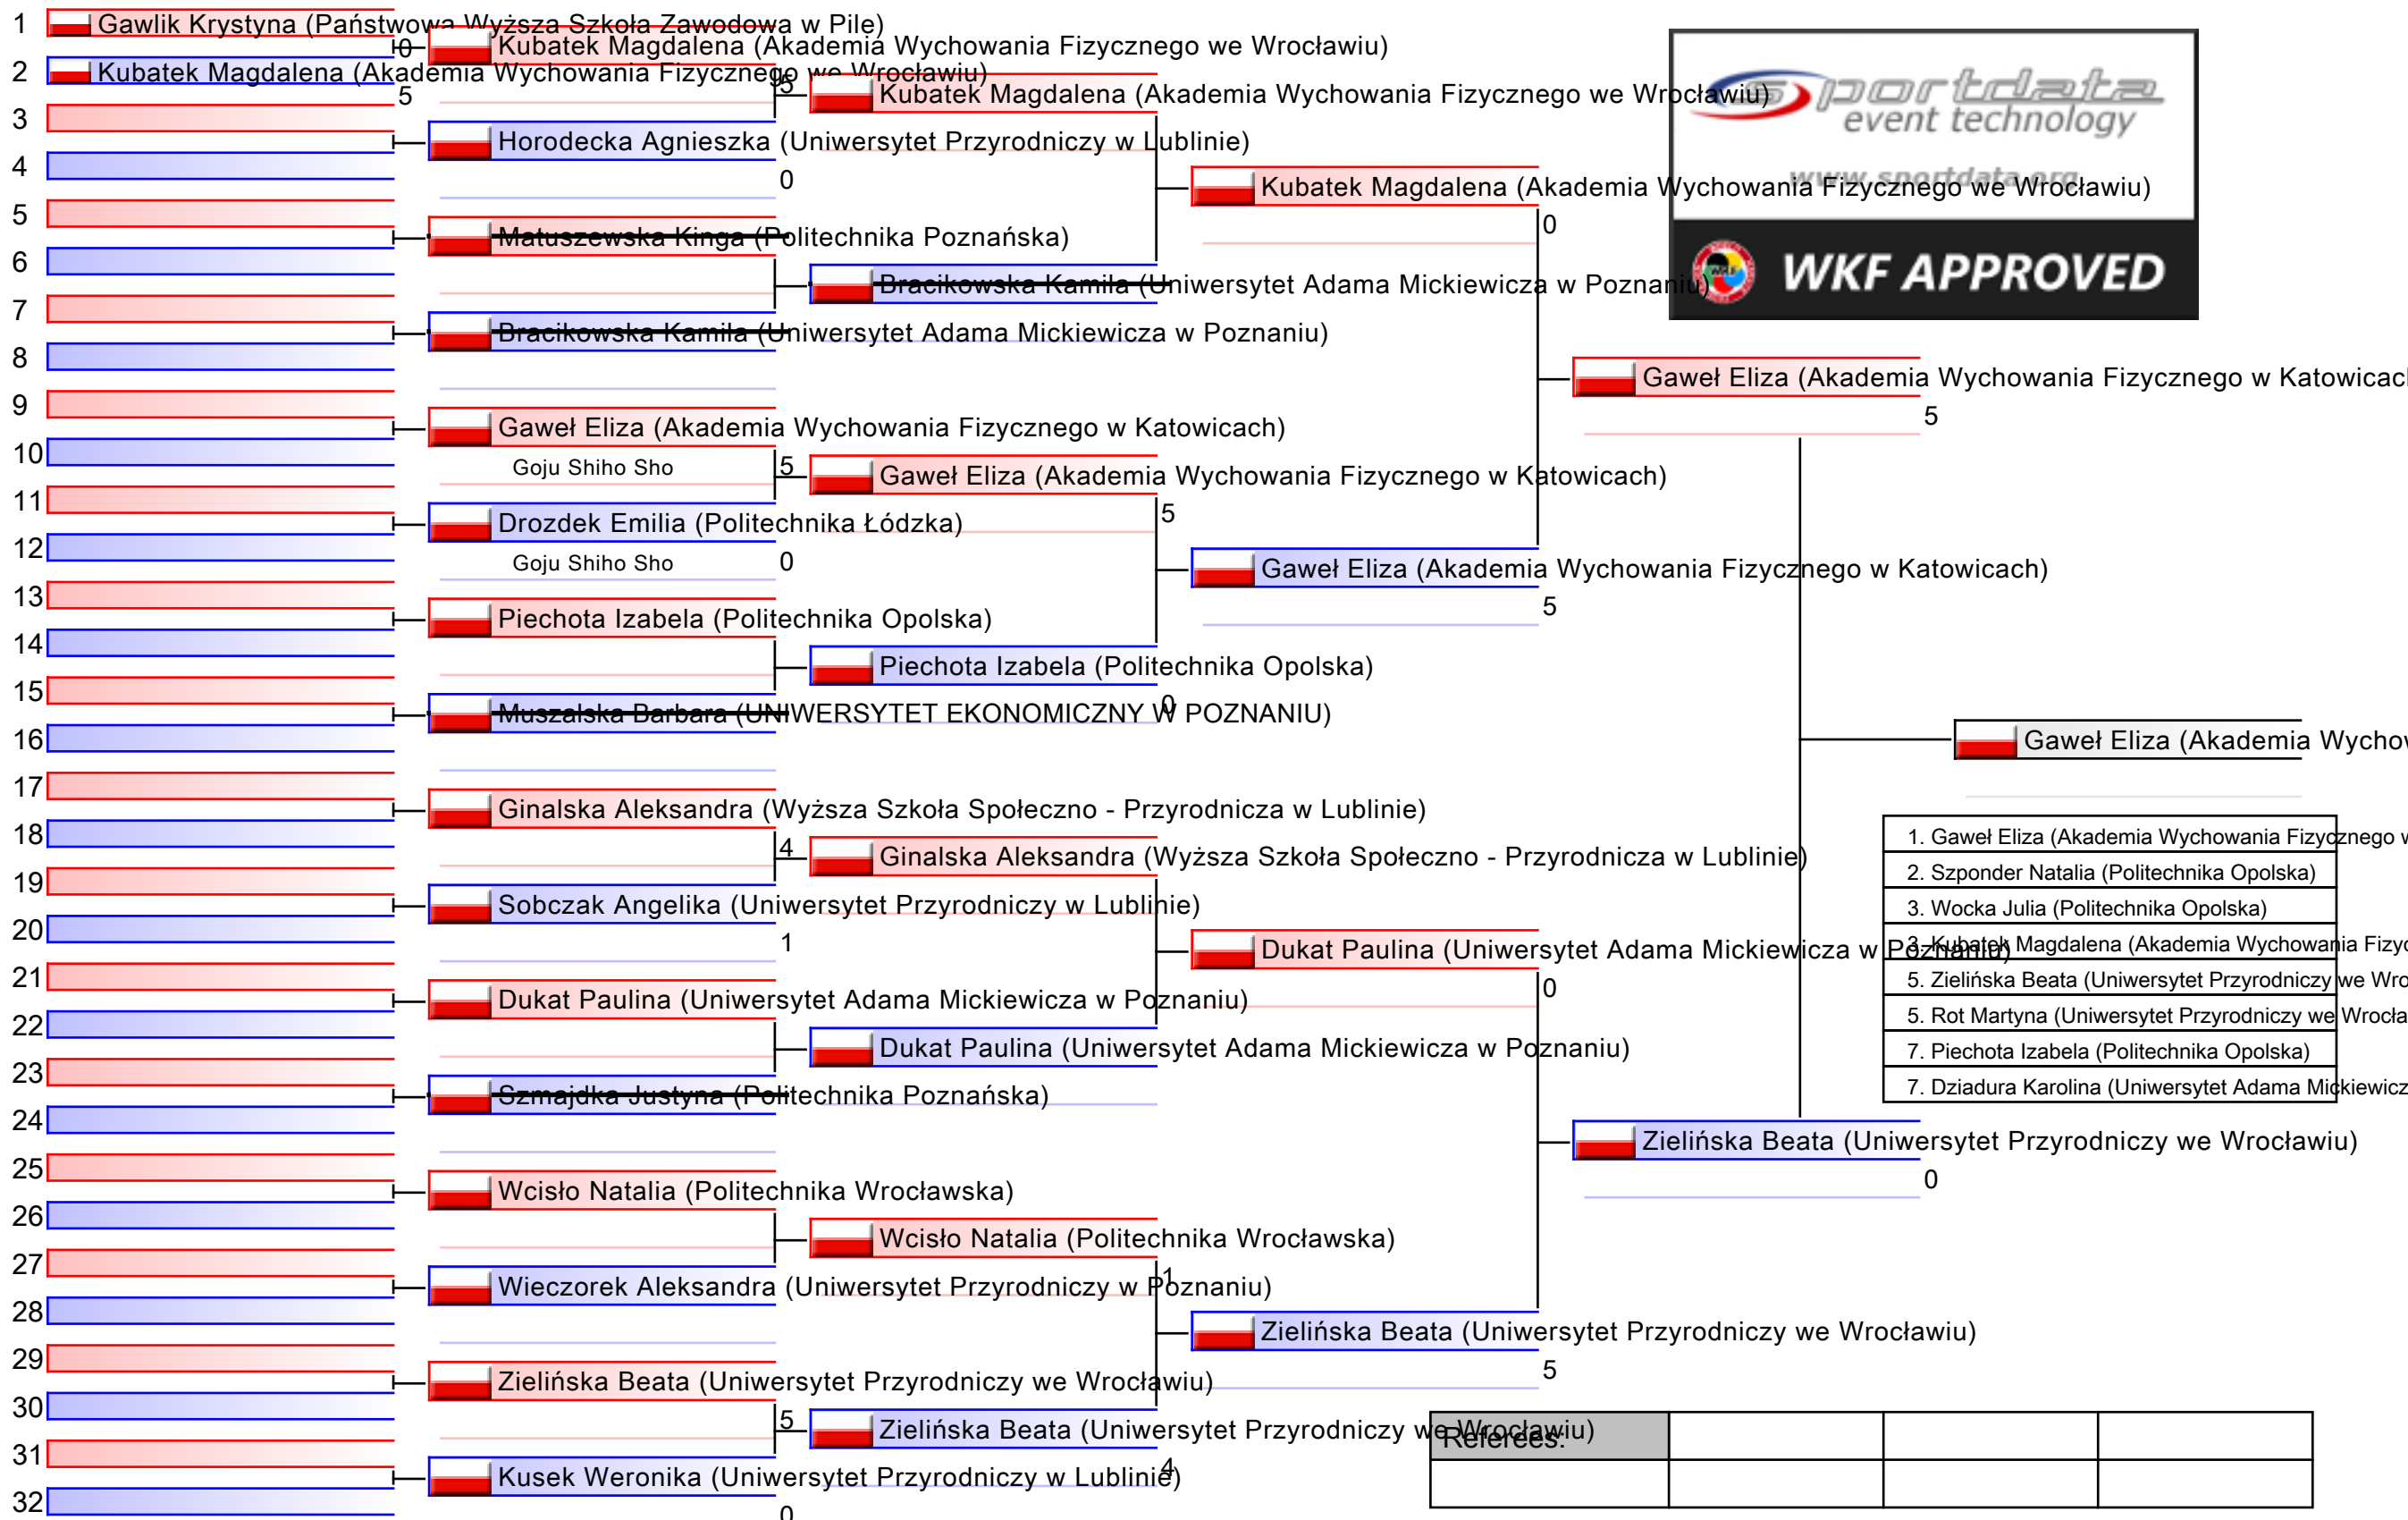 1 Gawlik Krystyna (Państwowa Wyższa Szkoła Zawodowa w Pile)
0
Kubatek Magdalena (Akademia Wychowania Fizycznego we Wrocławiu)
2 Kubatek Magdalena (Akademia Wychowania Fizycznego we Wrocławiu)
5
5
Kubatek Magdalena (Akademia Wychowania Fizycznego we Wrocławiu)
sportdata
event technology
www.sportdata.org
WKF APPROVED
3
Horodecka Agnieszka (Uniwersytet Przyrodniczy w Lublinie)
4
0
Kubatek Magdalena (Akademia Wychowania Fizycznego we Wrocławiu)
0
5
Matuszewska Kinga (Politechnika Poznańska)
6
Bracikowska Kamila (Uniwersytet Adama Mickiewicza w Poznaniu)
7
Bracikowska Kamila (Uniwersytet Adama Mickiewicza w Poznaniu)
8
Gaweł Eliza (Akademia Wychowania Fizycznego w Katowicach
5
9
Gaweł Eliza (Akademia Wychowania Fizycznego w Katowicach)
10
Goju Shiho Sho
5
Gaweł Eliza (Akademia Wychowania Fizycznego w Katowicach)
11
5
Drozdek Emilia (Politechnika Łódzka)
12
Goju Shiho Sho
0
Gaweł Eliza (Akademia Wychowania Fizycznego w Katowicach)
5
13
Piechota Izabela (Politechnika Opolska)
14
Piechota Izabela (Politechnika Opolska)
0
15
Muszalska Barbara (UNIWERSYTET EKONOMICZNY W POZNANIU)
16
Gaweł Eliza (Akademia
17
Ginalska Aleksandra (Wyższa Szkoła Społeczno - Przyrodnicza w Lublinie)
18
4
Ginalska Aleksandra (Wyższa Szkoła Społeczno - Przyrodnicza w Lublinie)
19
Sobczak Angelika (Uniwersytet Przyrodniczy w Lublinie)
20
1
Dukat Paulina (Uniwersytet Adama Mickiewicza w Poznaniu)
0
1. Gaweł Eliza (Akademia Wychowania Fizycznego w
2. Szponder Natalia (Politechnika Opolska)
3. Wocka Julia (Politechnika Opolska)
3. Kubatek Magdalena (Akademia Wychowania
5. Zielińska Beata (Uniwersytet Przyrodniczy we
5. Rot Martyna (Uniwersytet Przyrodniczy we
7. Piechota Izabela (Politechnika Opolska)
7. Dziadura Karolina (Uniwersytet Adama
21
Dukat Paulina (Uniwersytet Adama Mickiewicza w Poznaniu)
22
Dukat Paulina (Uniwersytet Adama Mickiewicza w Poznaniu)
23
Szmajdka Justyna (Politechnika Poznańska)
24
Zielińska Beata (Uniwersytet Przyrodniczy we Wrocławiu)
0
25
Wcisło Natalia (Politechnika Wrocławska)
26
Wcisło Natalia (Politechnika Wrocławska)
1
27
Wieczorek Aleksandra (Uniwersytet Przyrodniczy w Poznaniu)
28
Zielińska Beata (Uniwersytet Przyrodniczy we Wrocławiu)
5
29
Zielińska Beata (Uniwersytet Przyrodniczy we Wrocławiu)
30
5
Zielińska Beata (Uniwersytet Przyrodniczy we Wrocławiu)
4
Referees:
31
Kusek Weronika (Uniwersytet Przyrodniczy w Lublinie)
32
0